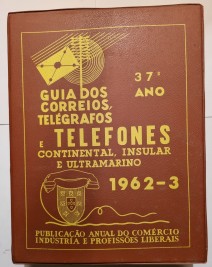 37º
ANO
GUIA DOS
CORREIOS,
TELÉGRAFOS
E TELEFONES
CONTINENTAL, INSULAR
E ULTRAMARINO
1962-3
PUBLICAÇÃO ANUAL DO COMÉRCIO
INDÚSTRIA E PROFISSÕES LIBERAIS